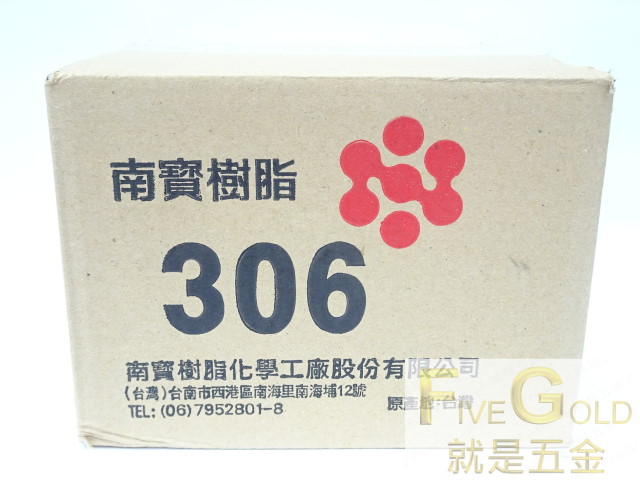 南寶樹脂
306
南寶樹脂化學工廠股份有限公司
(台灣)台南市西港區南海里南海埔12號
TEL: (06)7952801-8
原產地:台灣
FIVE GOLD
就是五金